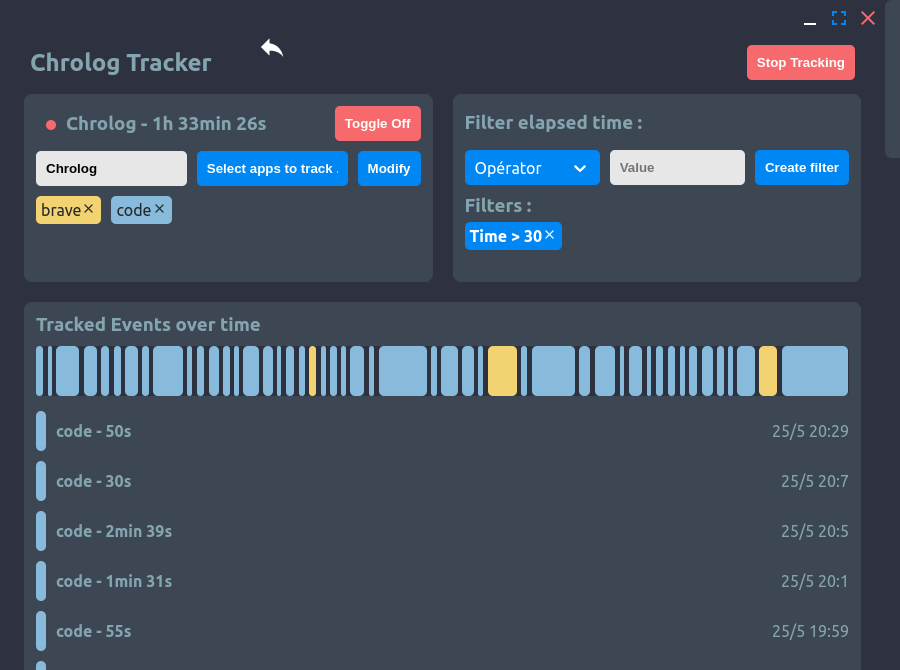 Chrolog Tracker
Stop Tracking
Chrolog - 1h 33min 26s
Toggle Off
Chrolog
Select apps to track .
Modify
brave×
code×
Filter elapsed time :
Opérator
Value
Create filter
Filters :
Time > 30×
Tracked Events over time
code - 50s 25/5 20:29
code - 30s 25/5 20:7
code - 2min 39s 25/5 20:5
code - 1min 31s 25/5 20:1
code - 55s 25/5 19:59